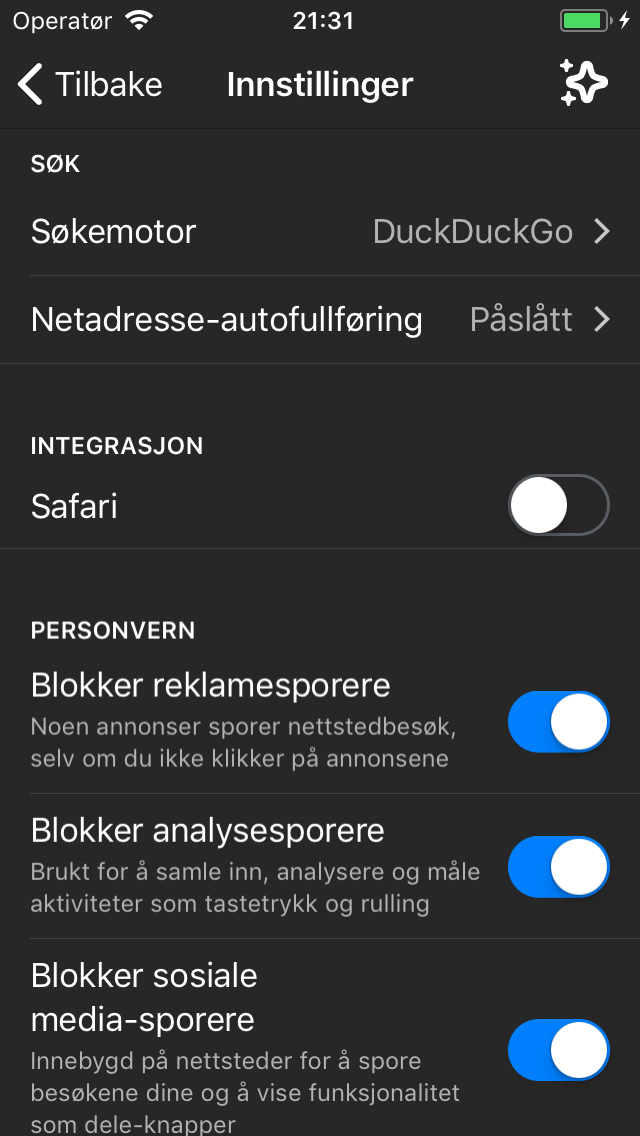 Operatør 21:31
Tilbake Innstillinger
SØK
Søkemotor DuckDuckGo
Netadresse-autofullføring Påslått
INTEGRASJON
Safari
PERSONVERN
Blokker reklamesporere
Noen annonser sporer nettstedbesøk,
selv om du ikke klikker på annonsene
Blokker analysesporere
Brukt for å samle inn, analysere og måle
aktiviteter som tastetrykk og rulling
Blokker sosiale
media-sporere
Innebygd på nettsteder for å spore
besøkene dine og å vise funksjonalitet
som dele-knapper